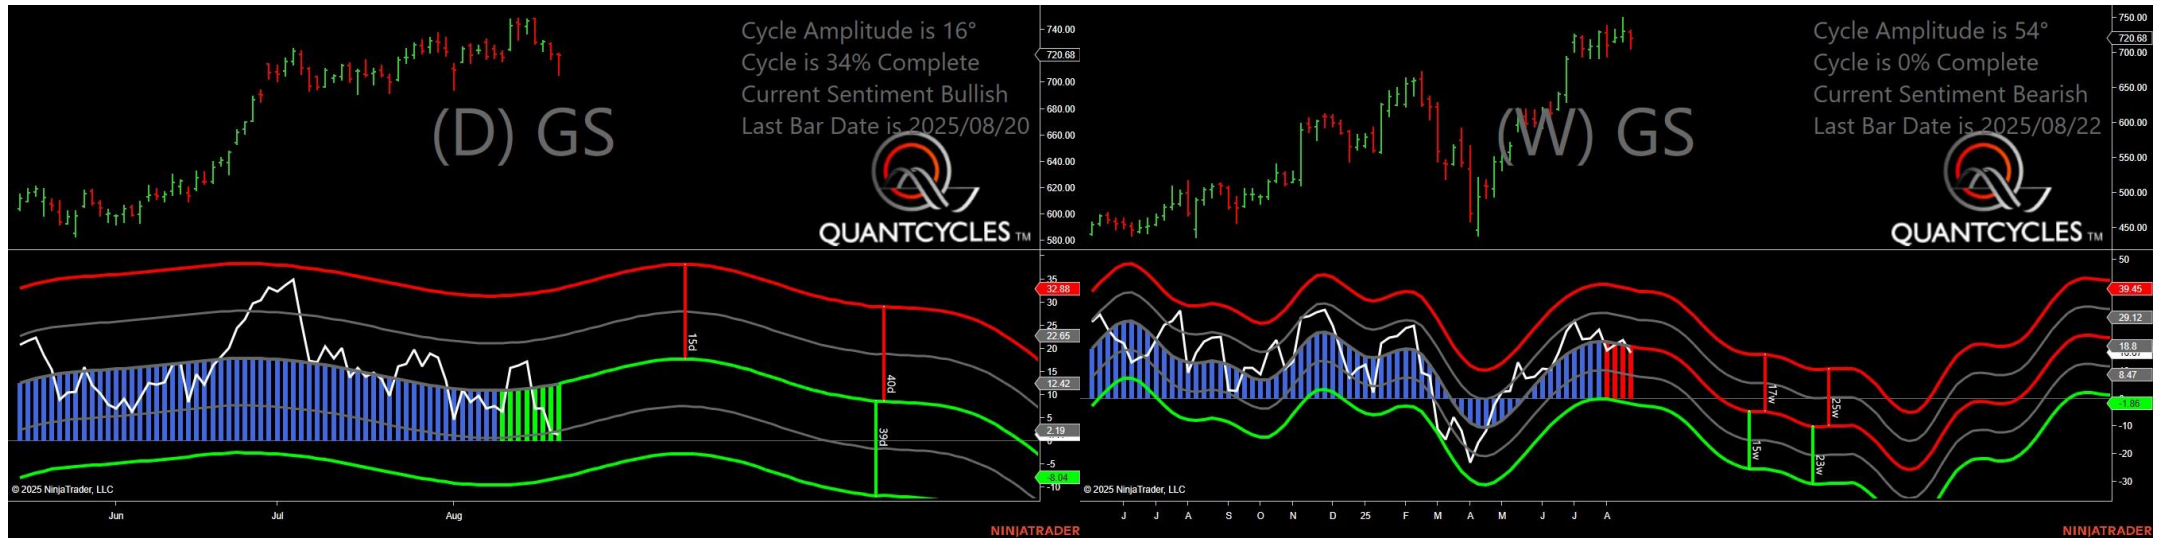 Cycle Amplitude is 16°
Cycle is 34% Complete
Current Sentiment Bullish
Last Bar Date is 2025/08/20
(D) GS
QUANTCYCLES TM
740.00
720.68
700.00
680.00
660.00
640.00
620.00
600.00
580.00
35
32.88
30
25
22.65
20
15
12.42
10
5
2.19
0
-5
-8.04
-10
15d
40d
39d
© 2025 NinjaTrader, LLC
Jun Jul Aug
NINJATRADER
Cycle Amplitude is 54°
Cycle is 0% Complete
Current Sentiment Bearish
Last Bar Date is 2025/08/22
(W) GS
QUANTCYCLES TM
750.00
720.68
700.00
650.00
600.00
550.00
500.00
450.00
50
39.45
29.12
18.8
8.47
-1.86
-10
-20
-30
17w
25w
15w
23w
© 2025 NinjaTrader, LLC
J J A S O N D 25 F M A M J J A
NINJATRADER